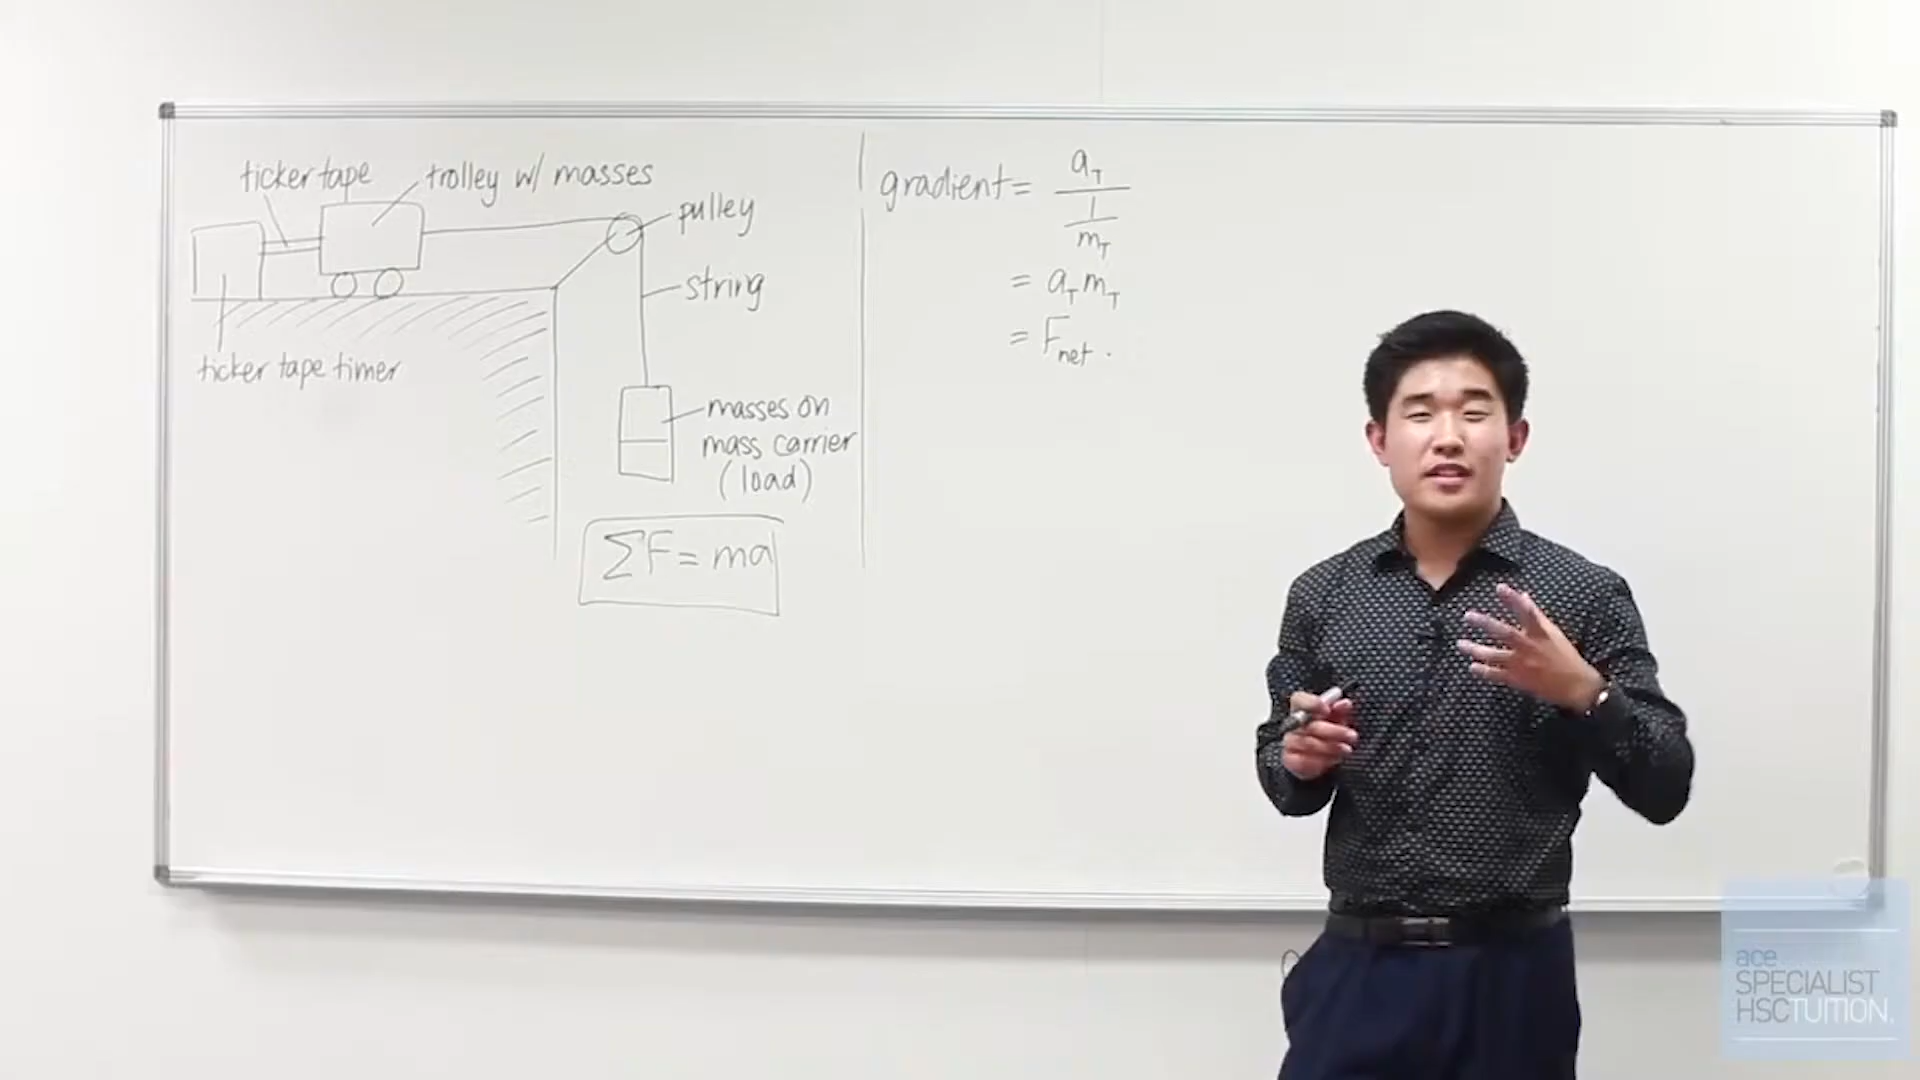 ticker tape
trolley w/ masses
pulley
string
ticker tape timer
masses on
mass carrier
(load)
ΣF = ma
gradient = a_T / (1/m_T)
= a_T m_T
= F_net.
ace
SPECIALIST
HSCTUITION.